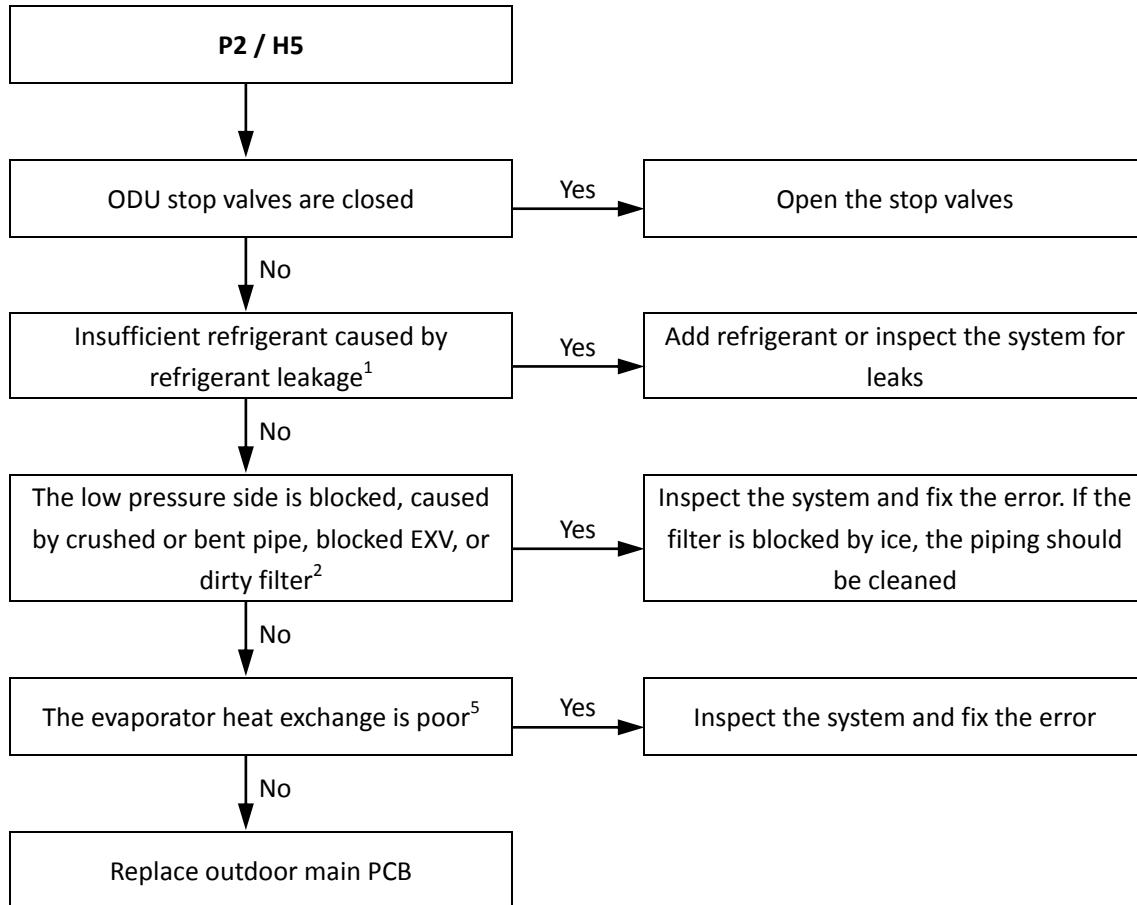 P2 / H5
ODU stop valves are closed
Yes
Open the stop valves
No
Insufficient refrigerant caused by
refrigerant leakage¹
Yes
Add refrigerant or inspect the system for
leaks
No
The low pressure side is blocked, caused
by crushed or bent pipe, blocked EXV, or
dirty filter²
Yes
Inspect the system and fix the error. If the
filter is blocked by ice, the piping should
be cleaned
No
The evaporator heat exchange is poor⁵
Yes
Inspect the system and fix the error
No
Replace outdoor main PCB